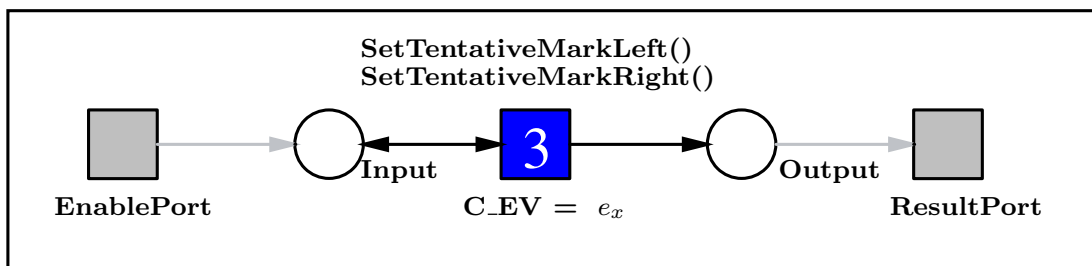 SetTentativeMarkLeft()
SetTentativeMarkRight()
3
Input
Output
EnablePort
C_EV = e_x
ResultPort